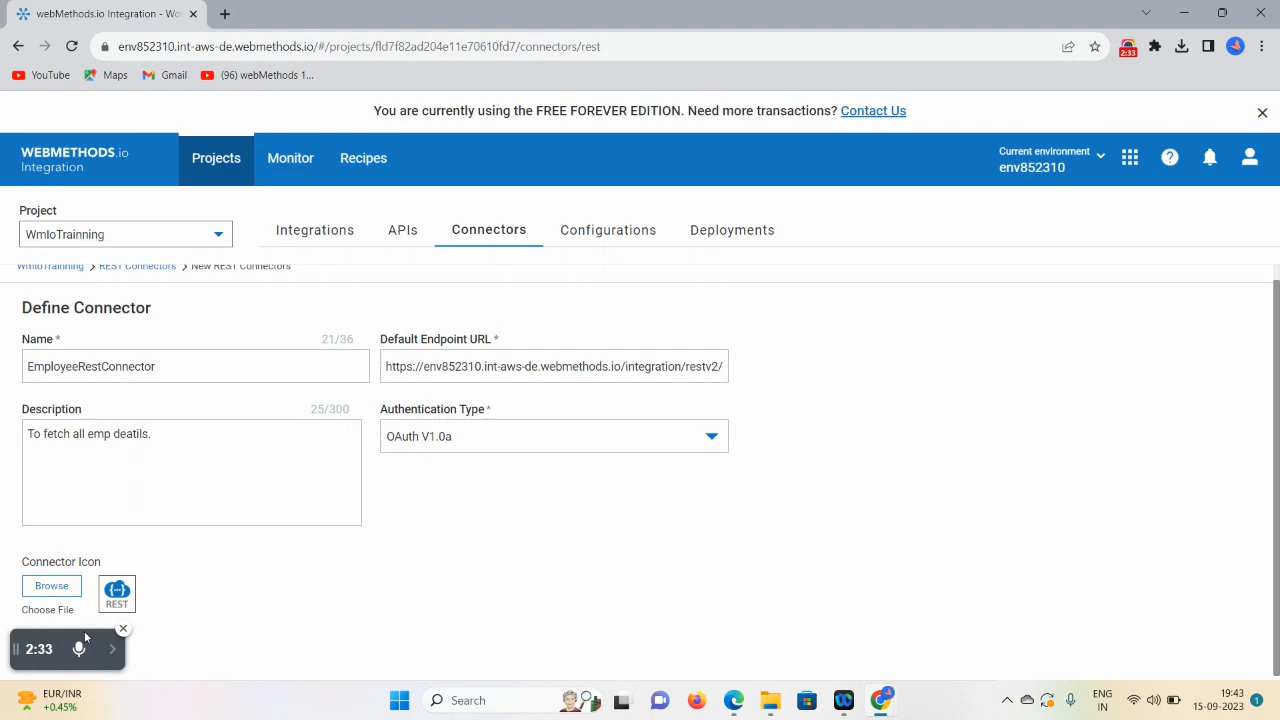 webMethods.io Integration - Wo
env852310.int-aws-de.webmethods.io/#/projects/fld7f82ad204e11e70610fd7/connectors/rest
2:33
YouTube
Maps
Gmail
(96) webMethods 1...
You are currently using the FREE FOREVER EDITION. Need more transactions? Contact Us
WEBMETHODS.io
Integration
Projects
Monitor
Recipes
Current environment
env852310
Project
WmIoTrainning
Integrations
APIs
Connectors
Configurations
Deployments
WmIoTrainning > REST Connectors > New REST Connectors
Define Connector
Name * 21/36
EmployeeRestConnector
Default Endpoint URL *
https://env852310.int-aws-de.webmethods.io/integration/restv2/
Description 25/300
To fetch all emp deatils.
Authentication Type *
OAuth V1.0a
Connector Icon
Browse
Choose File
REST
2:33
EUR/INR
+0.45%
Search
ENG
IN
19:43
15-09-2023
1